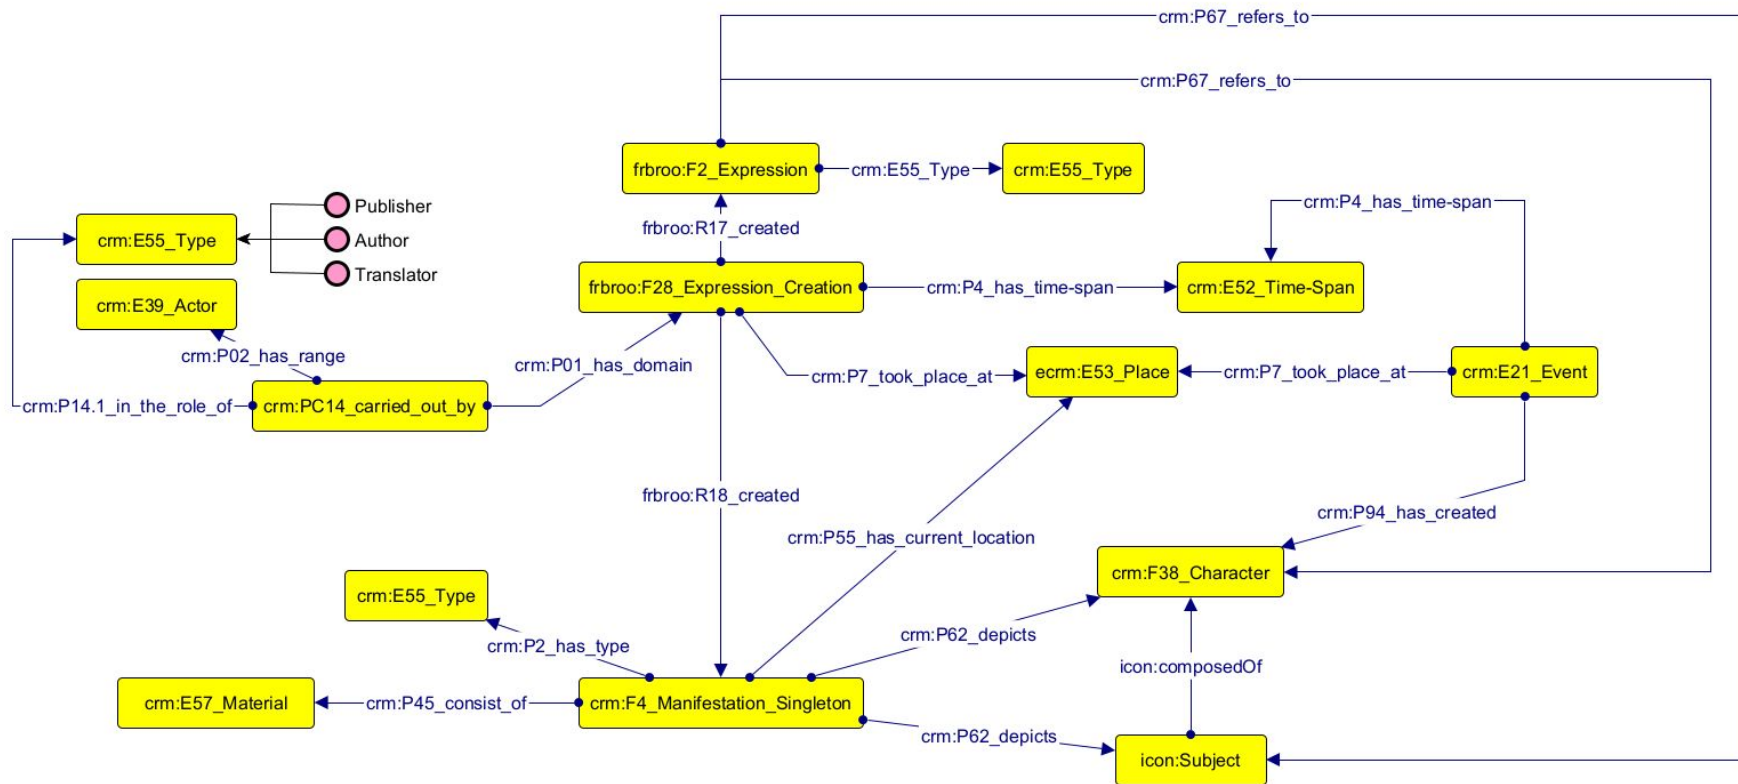 crm:P67_refers_to
crm:P67_refers_to
frbroo:F2_Expression
crm:E55_Type
crm:E55_Type
Publisher
crm:P4_has_time-span
frbroo:R17_created
crm:E55_Type
Author
Translator
frbroo:F28_Expression_Creation
crm:P4_has_time-span
crm:E52_Time-Span
crm:E39_Actor
crm:P02_has_range
crm:P01_has_domain
crm:P7_took_place_at
ecrm:E53_Place
crm:P7_took_place_at
crm:E21_Event
crm:P14.1_in_the_role_of
crm:PC14_carried_out_by
frbroo:R18_created
crm:P94_has_created
crm:P55_has_current_location
crm:F38_Character
crm:E55_Type
crm:P62_depicts
crm:P2_has_type
icon:composedOf
crm:E57_Material
crm:P45_consist_of
crm:F4_Manifestation_Singleton
crm:P62_depicts
icon:Subject